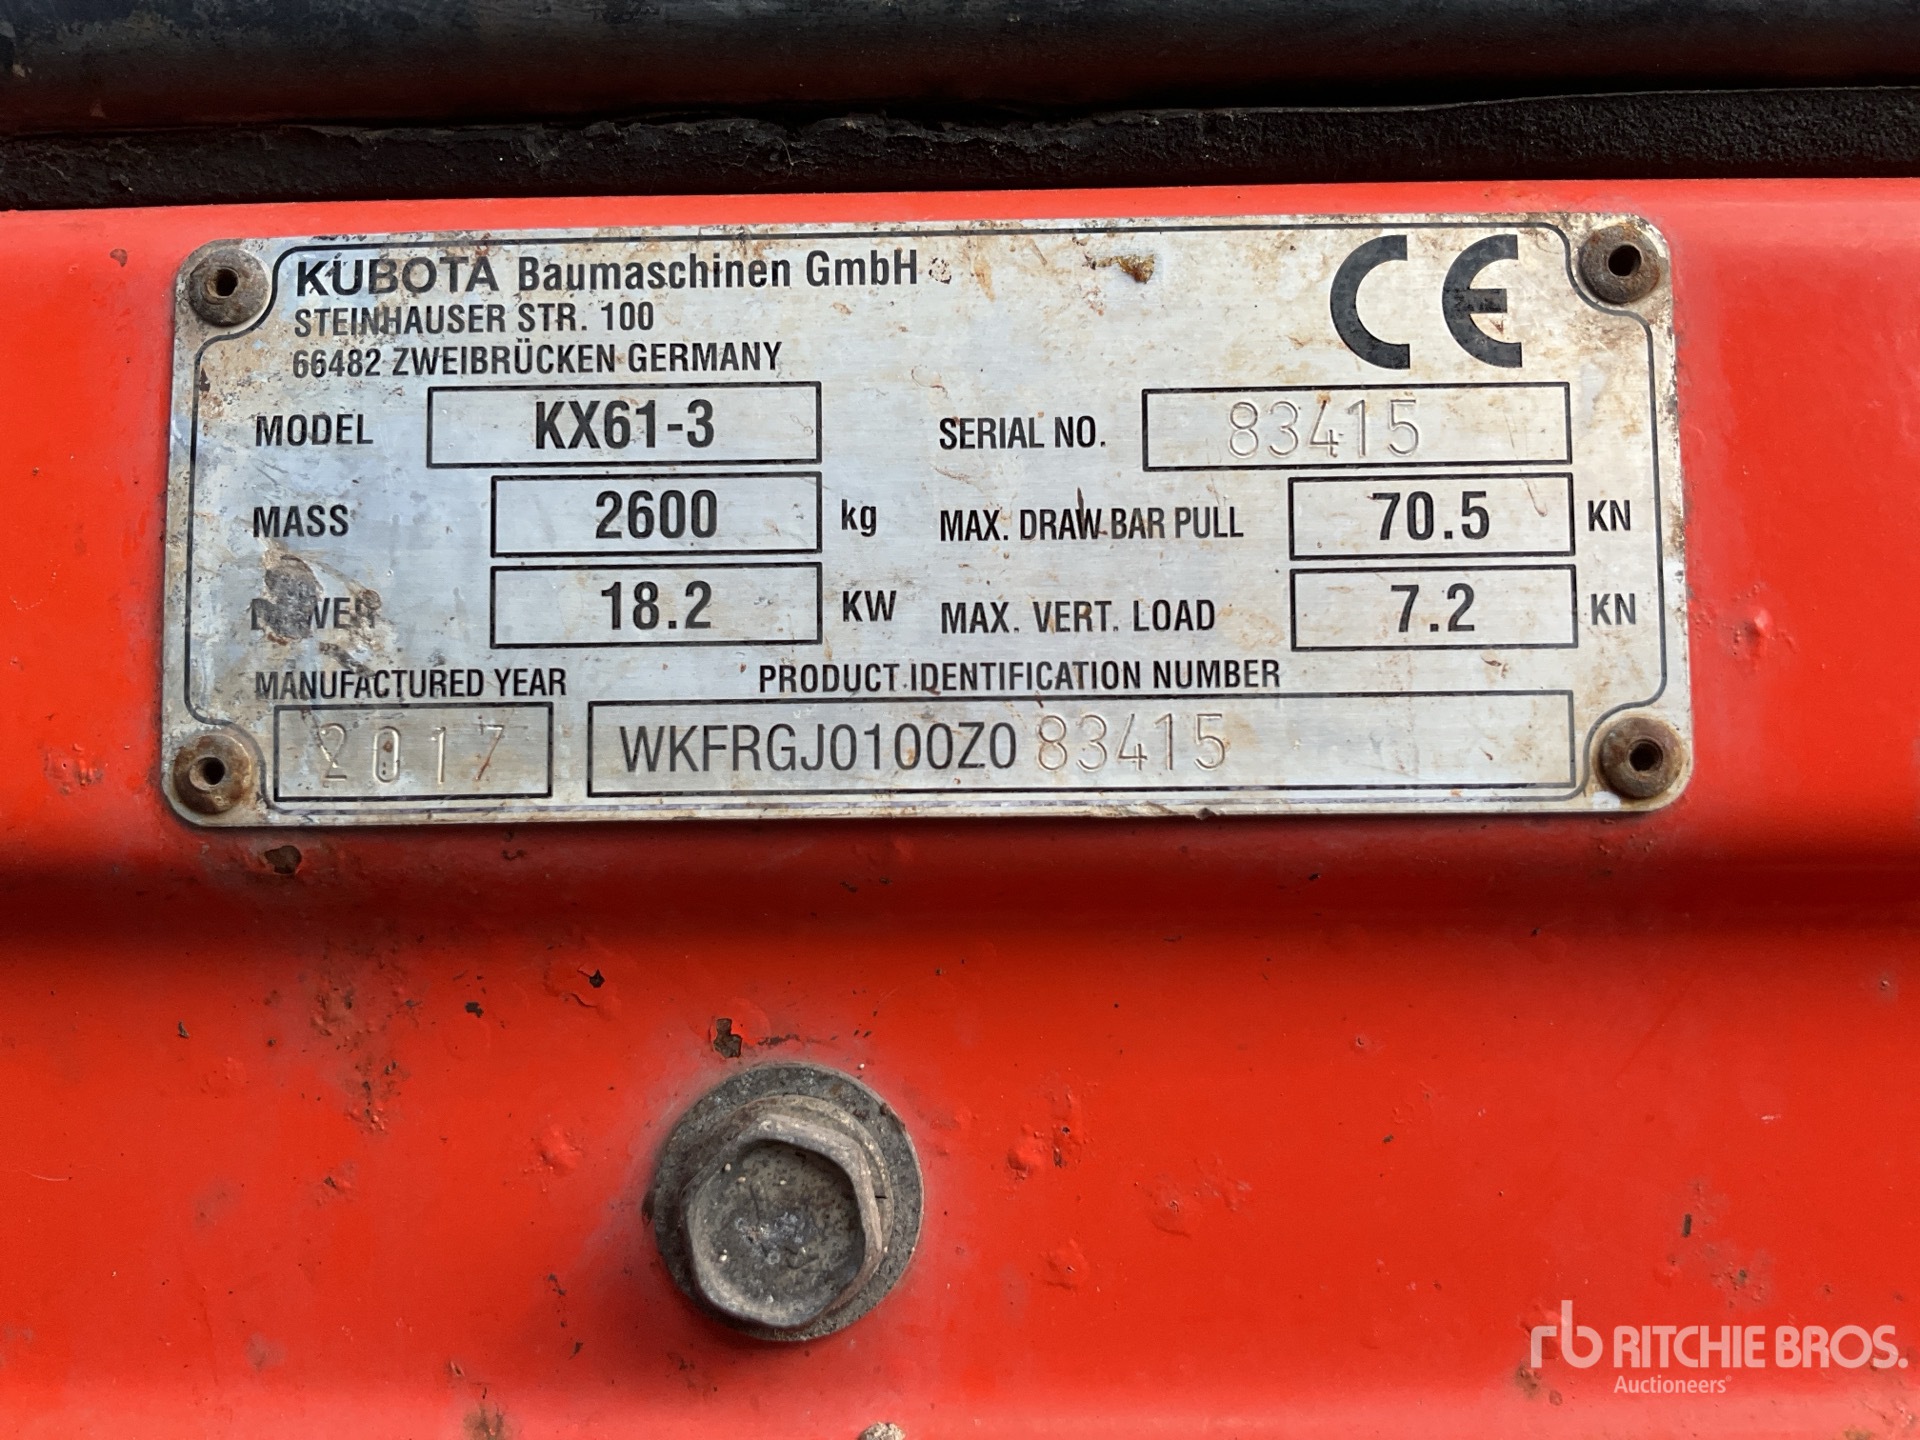 KUBOTA Baumaschinen GmbH
STEINHAUSER STR. 100
66482 ZWEIBRÜCKEN GERMANY
CE
MODEL KX61-3 SERIAL NO. 83415
MASS 2600 kg MAX. DRAW BAR PULL 70.5 KN
POWER 18.2 KW MAX. VERT. LOAD 7.2 KN
MANUFACTURED YEAR PRODUCT IDENTIFICATION NUMBER
2017 WKFRGJ0100Z083415
rb RITCHIE BROS.
Auctioneers